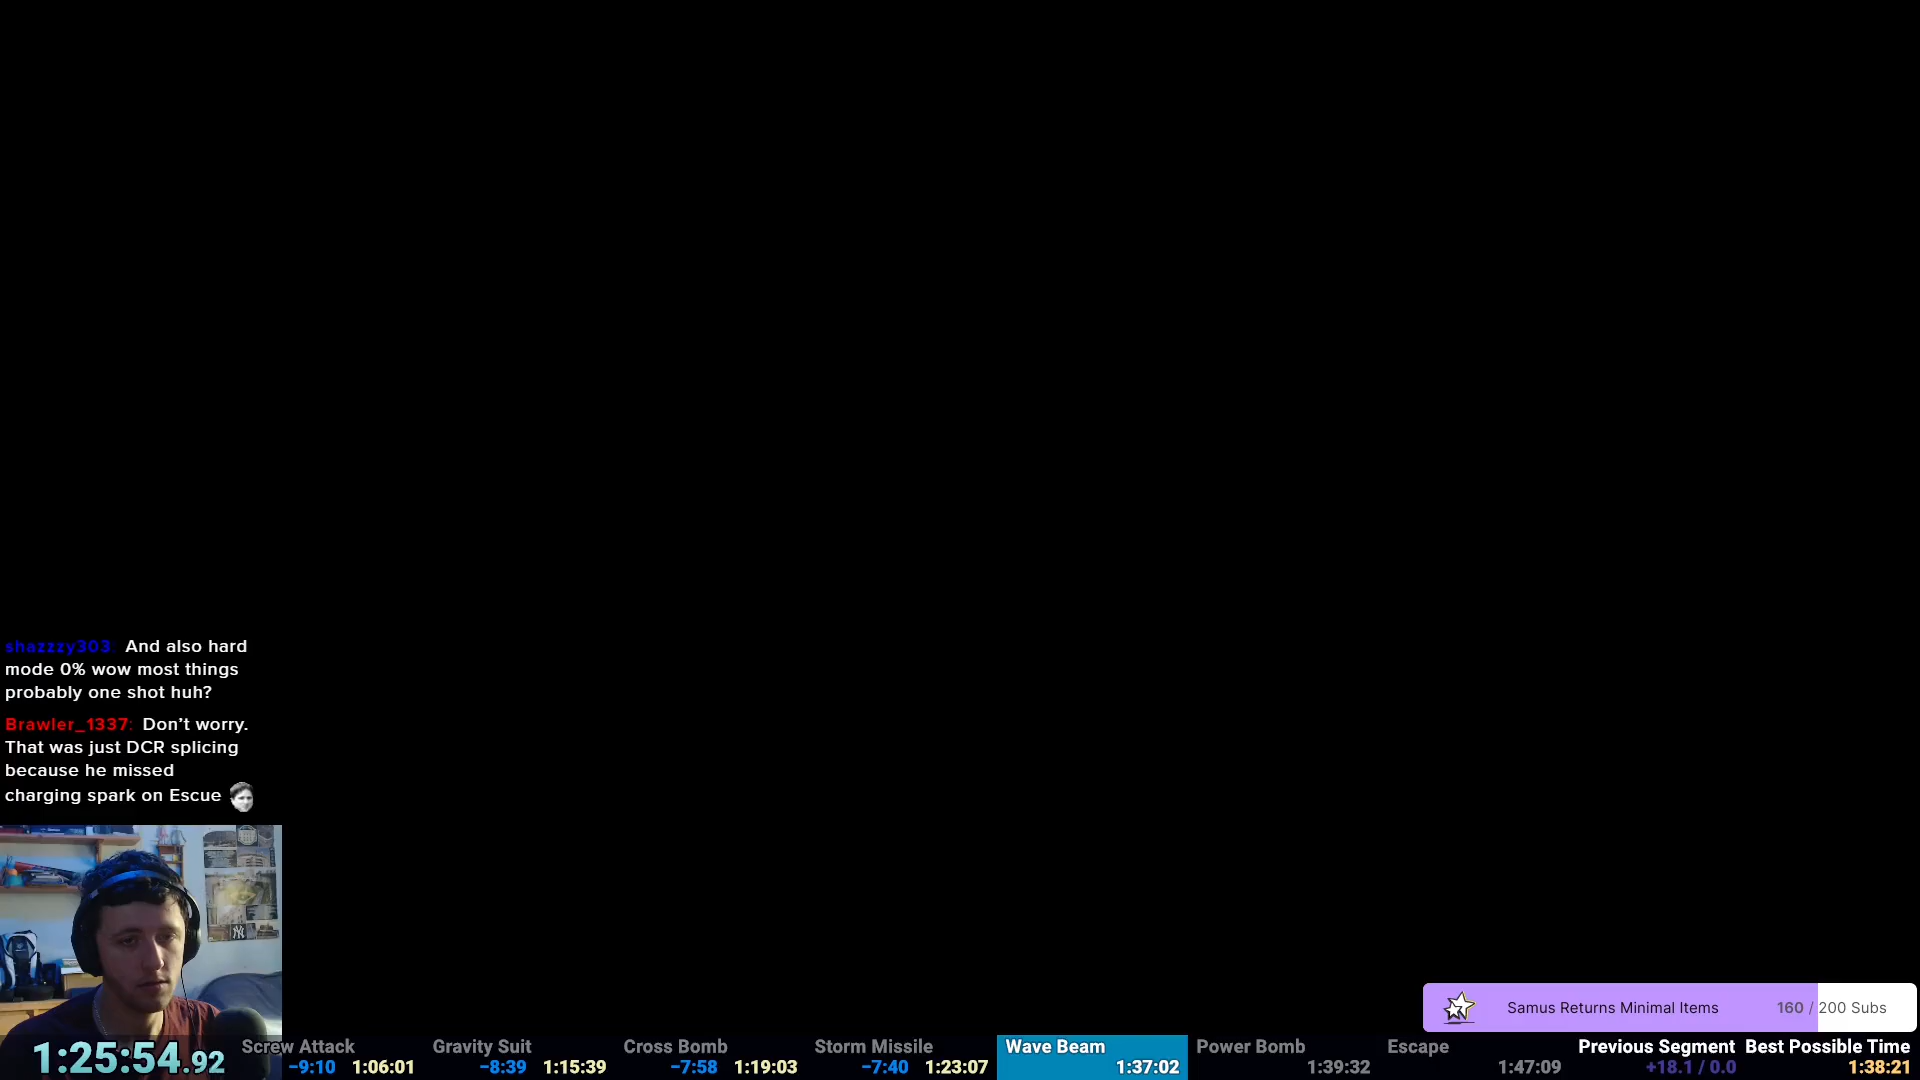 shazzzy303: And also hard
mode 0% wow most things
probably one shot huh?
Brawler_1337: Don't worry.
That was just DCR splicing
because he missed
charging spark on Escue
Samus Returns Minimal Items 160 / 200 Subs
1:25:54.92
Screw Attack Gravity Suit Cross Bomb Storm Missile Wave Beam Power Bomb Escape Previous Segment Best Possible Time
−9:10 1:06:01 −8:39 1:15:39 −7:58 1:19:03 −7:40 1:23:07 1:37:02 1:39:32 1:47:09 +18.1 / 0.0 1:38:21